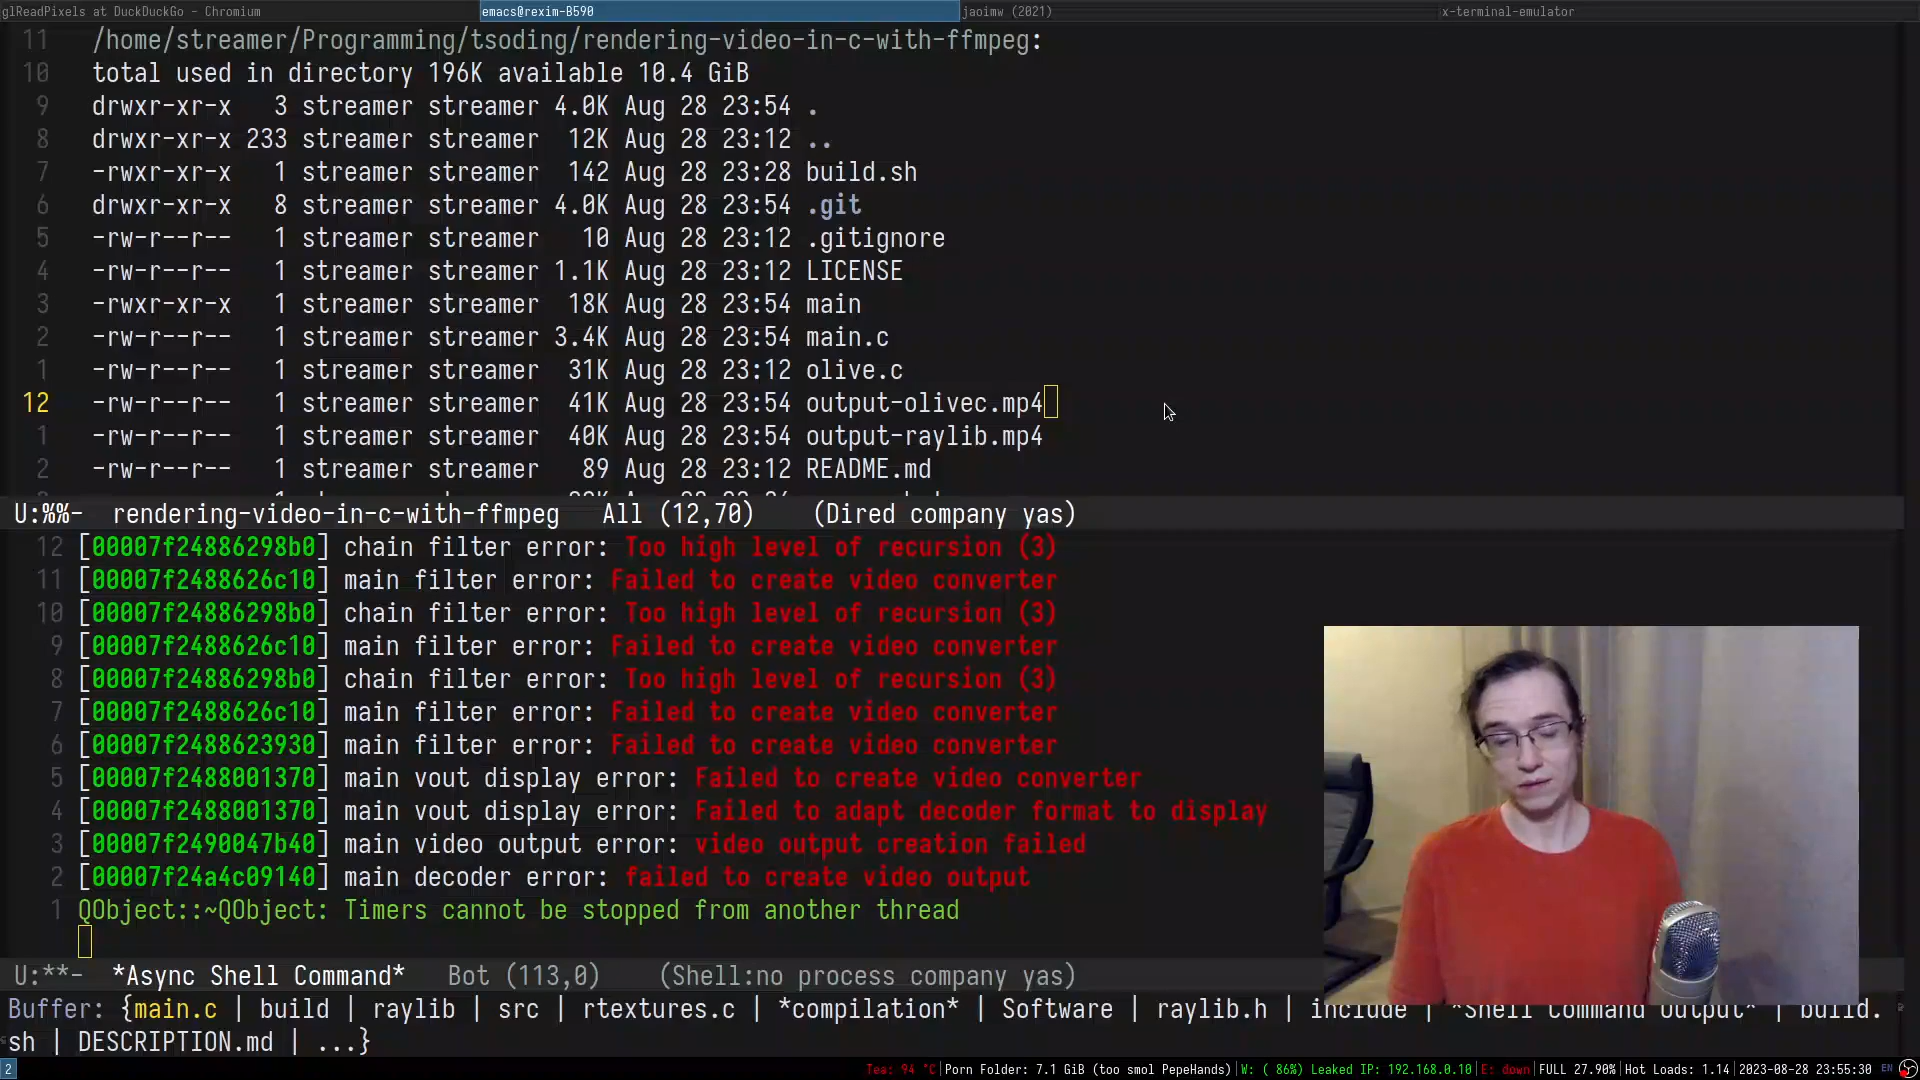 glReadPixels at DuckDuckGo - Chromium
emacs@rexim-B590
jaoimw (2021)
x-terminal-emulator
11 /home/streamer/Programming/tsoding/rendering-video-in-c-with-ffmpeg:
10 total used in directory 196K available 10.4 GiB
9 drwxr-xr-x 3 streamer streamer 4.0K Aug 28 23:54 .
8 drwxr-xr-x 233 streamer streamer 12K Aug 28 23:12 ..
7 -rwxr-xr-x 1 streamer streamer 142 Aug 28 23:28 build.sh
6 drwxr-xr-x 8 streamer streamer 4.0K Aug 28 23:54 .git
5 -rw-r--r-- 1 streamer streamer 10 Aug 28 23:12 .gitignore
4 -rw-r--r-- 1 streamer streamer 1.1K Aug 28 23:12 LICENSE
3 -rwxr-xr-x 1 streamer streamer 18K Aug 28 23:54 main
2 -rw-r--r-- 1 streamer streamer 3.4K Aug 28 23:54 main.c
1 -rw-r--r-- 1 streamer streamer 31K Aug 28 23:12 olive.c
12 -rw-r--r-- 1 streamer streamer 41K Aug 28 23:54 output-olivec.mp4
1 -rw-r--r-- 1 streamer streamer 40K Aug 28 23:54 output-raylib.mp4
2 -rw-r--r-- 1 streamer streamer 89 Aug 28 23:12 README.md
U:%%- rendering-video-in-c-with-ffmpeg All (12,70) (Dired company yas)
12 [00007f24886298b0] chain filter error: Too high level of recursion (3)
11 [00007f2488626c10] main filter error: Failed to create video converter
10 [00007f24886298b0] chain filter error: Too high level of recursion (3)
9 [00007f2488626c10] main filter error: Failed to create video converter
8 [00007f24886298b0] chain filter error: Too high level of recursion (3)
7 [00007f2488626c10] main filter error: Failed to create video converter
6 [00007f2488623930] main filter error: Failed to create video converter
5 [00007f2488001370] main vout display error: Failed to create video converter
4 [00007f2488001370] main vout display error: Failed to adapt decoder format to display
3 [00007f2490047b40] main video output error: video output creation failed
2 [00007f24a4c09140] main decoder error: failed to create video output
1 QObject::~QObject: Timers cannot be stopped from another thread
U:**- *Async Shell Command* Bot (113,0) (Shell:no process company yas)
Buffer: {main.c | build | raylib | src | rtextures.c | *compilation* | Software | raylib.h | include | *Shell Command Output* | build.
sh | DESCRIPTION.md | ...}
2
Tea: 94 °C | Porn Folder: 7.1 GiB (too smol PepeHands) | W: ( 86%) Leaked IP: 192.168.0.10 | E: down | FULL 27.90% | Hot Loads: 1.14 | 2023-08-28 23:55:30 EN